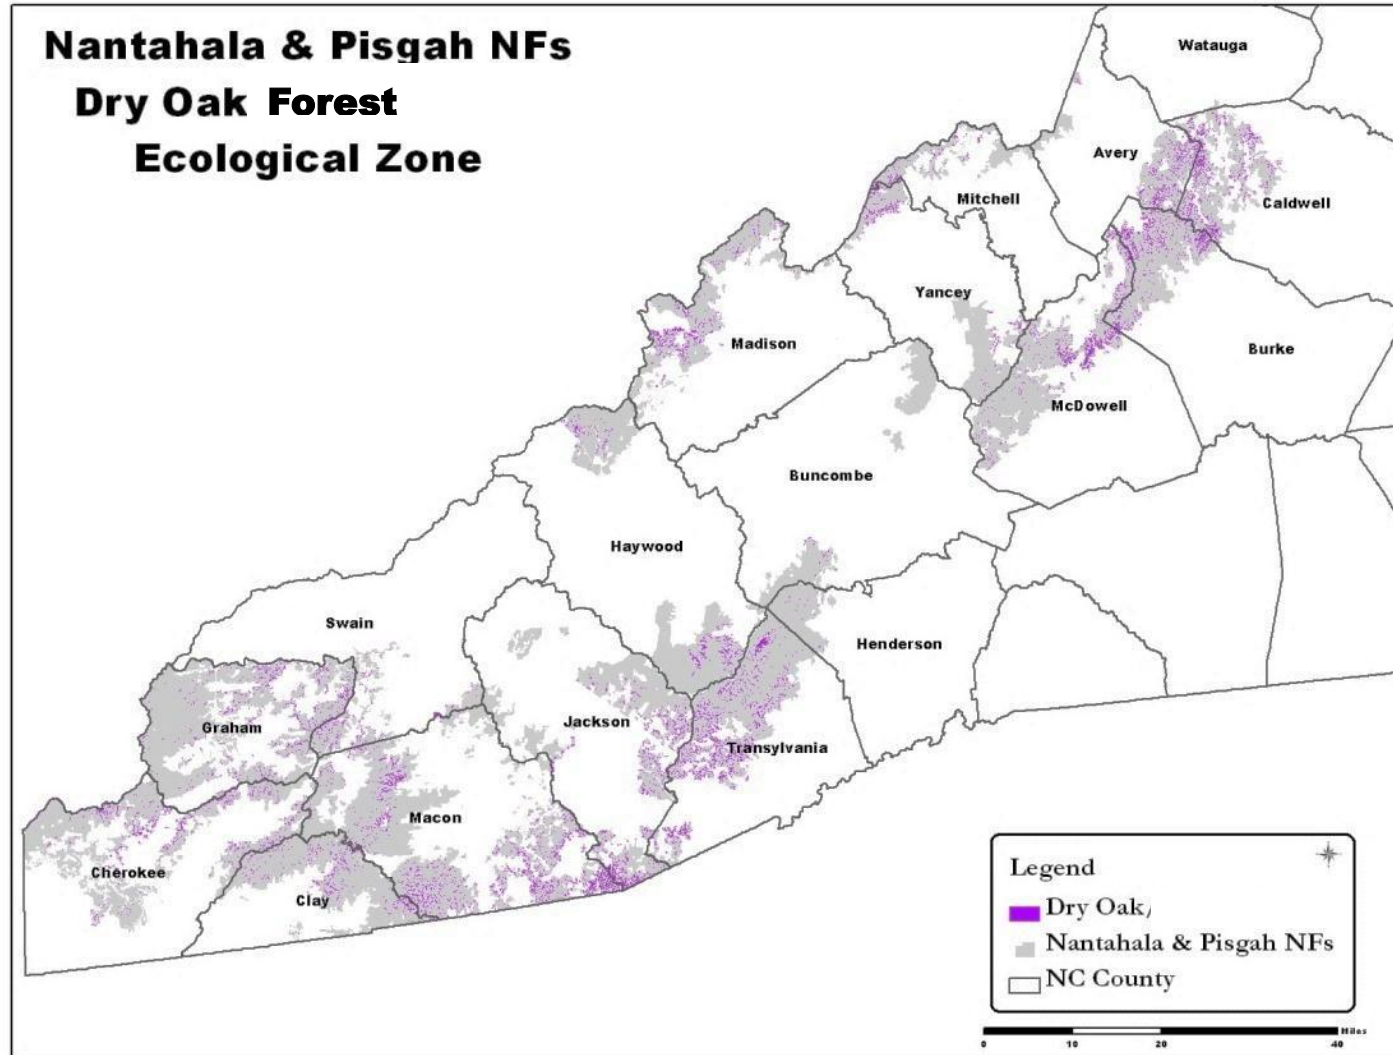 Nantahala & Pisgah NFs
Dry Oak Forest
Ecological Zone
Watauga
Avery
Caldwell
Mitchell
Yancey
Madison
Burke
McDowell
Buncombe
Haywood
Swain
Henderson
Graham
Jackson
Transylvania
Macon
Cherokee
Clay
Legend
Dry Oak/
Nantahala & Pisgah NFs
NC County
Miles
0 10 20 40